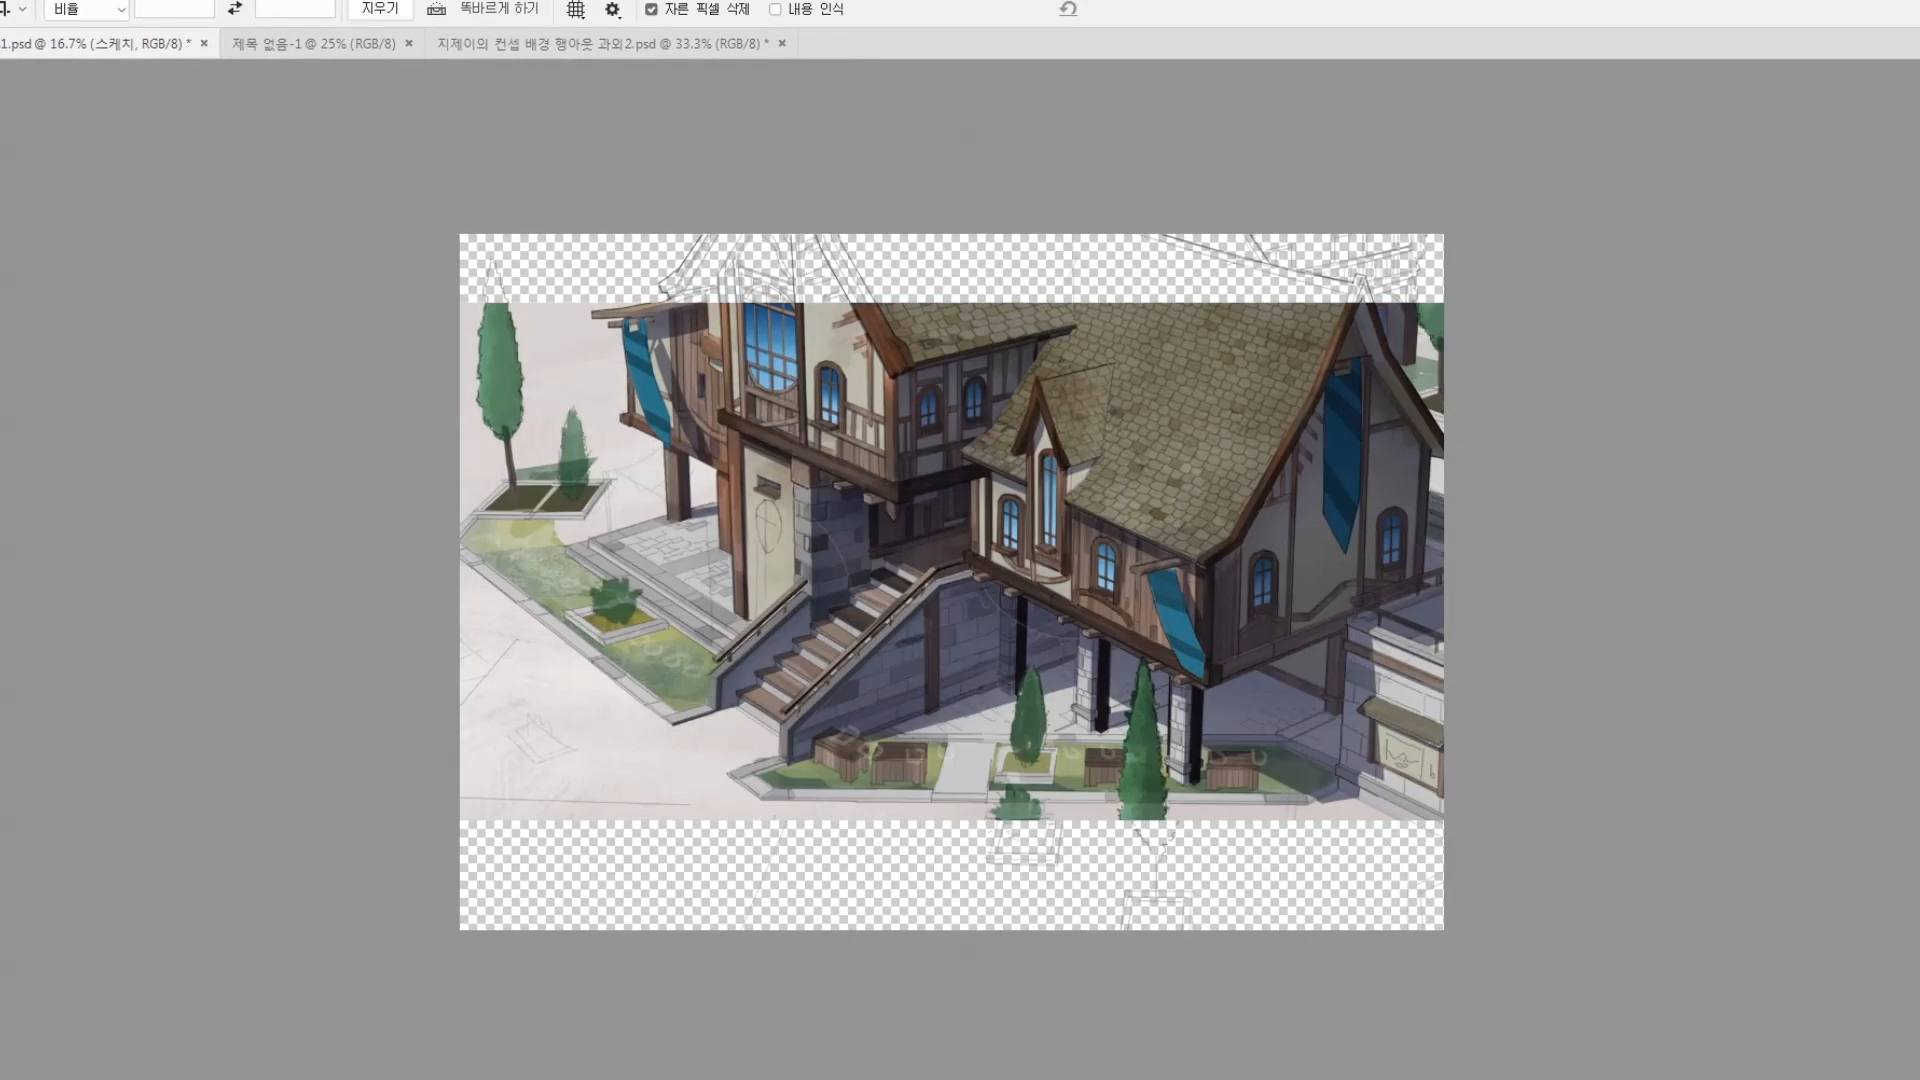 비율 지우기 똑바르게 하기 자른 픽셀 삭제 내용 인식
1.psd @ 16.7% (스케치, RGB/8) * 제목 없음-1 @ 25% (RGB/8) 지제이의 컨셉 배경 행아웃 과외2.psd @ 33.3% (RGB/8) *